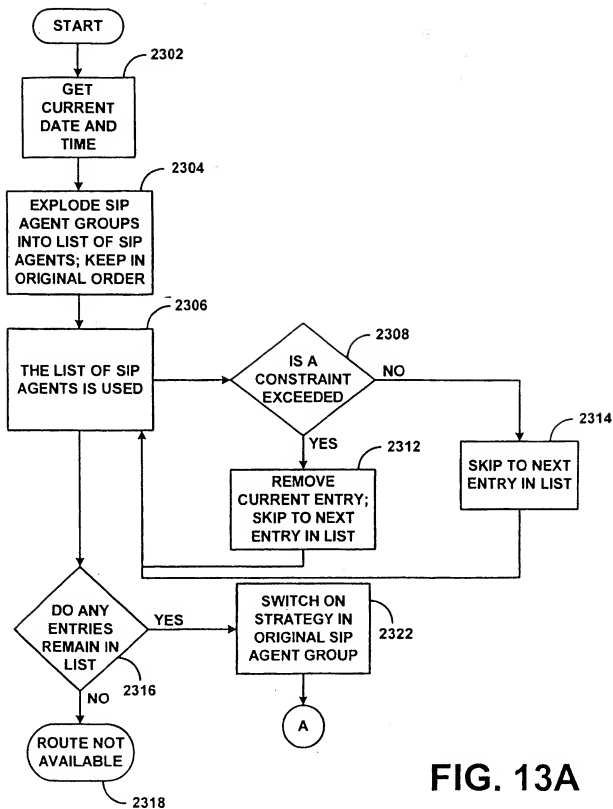 START
2302
GET
CURRENT
DATE AND
TIME
2304
EXPLODE SIP
AGENT GROUPS
INTO LIST OF SIP
AGENTS; KEEP IN
ORIGINAL ORDER
2306
THE LIST OF SIP
AGENTS IS USED
2308
IS A
CONSTRAINT
EXCEEDED
NO
YES
2314
SKIP TO NEXT
ENTRY IN LIST
2312
REMOVE
CURRENT ENTRY;
SKIP TO NEXT
ENTRY IN LIST
DO ANY
ENTRIES
REMAIN IN
LIST
2316
YES
NO
SWITCH ON
STRATEGY IN
ORIGINAL SIP
AGENT GROUP
2322
A
ROUTE NOT
AVAILABLE
2318
FIG. 13A